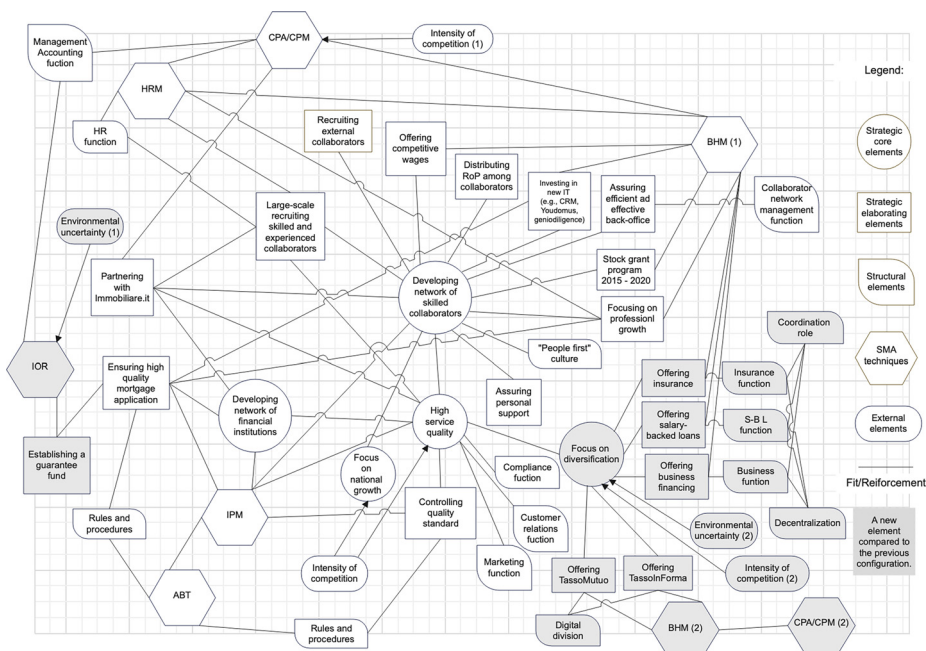 Management
Accounting
fuction
CPA/CPM
Intensity of
competition (1)
Legend:
HRM
HR
function
Recruiting
external
collaborators
Offering
competitive
wages
BHM (1)
Strategic
core
elements
Distributing
RoP among
collaborators
Investing in
new IT
(e.g., CRM,
Youdomus,
geniodiligence)
Assuring
efficient ad
effective
back-office
Collaborator
network
management
function
Strategic
elaborating
elements
Environmental
uncertainty (1)
Large-scale
recruiting
skilled and
experienced
collaborators
Partnering
with
Immobiliare.it
Developing
network of
skilled
collaborators
Stock grant
program
2015 - 2020
Structural
elements
Focusing on
professionl
growth
Coordination
role
IOR
Ensuring high
quality
mortgage
application
"People first"
culture
SMA
techniques
Offering
insurance
Insurance
function
Developing
network of
financial
institutions
High
service
quality
Assuring
personal
support
Offering
salary-
backed loans
S-B L
function
External
elements
Establishing a
guarantee
fund
Focus
on
national
growth
Focus on
diversification
Compliance
fuction
Offering
business
financing
Business
funtion
Fit/Reiforcement
Rules and
procedures
IPM
Controlling
quality
standard
Customer
relations
fuction
Environmental
uncertainty (2)
Decentralization
A new
element
compared to
the previous
configuration.
Intensity of
competition
Marketing
function
Offering
TassoMutuo
Offering
TassoInForma
Intensity of
competition (2)
ABT
Rules and
procedures
Digital
division
BHM (2)
CPA/CPM (2)